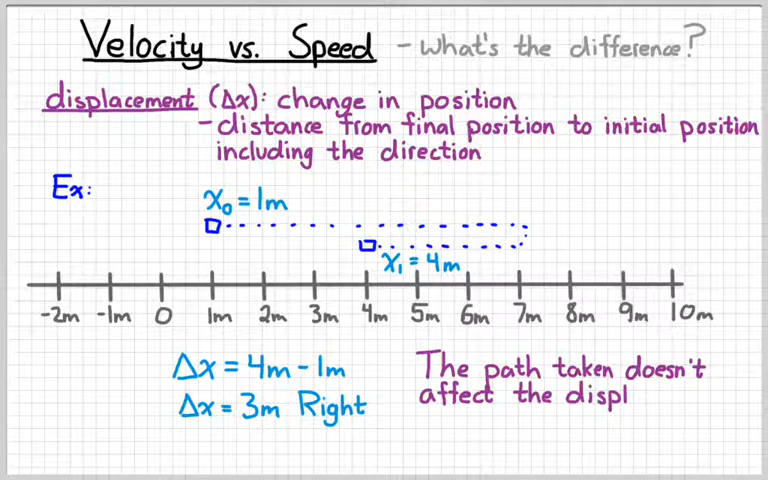 Velocity vs. Speed - What's the difference?
displacement (Δx): change in position
- distance from final position to initial position
including the direction
Ex:
x₀ = 1m
x₁ = 4m
-2m -1m 0 1m 2m 3m 4m 5m 6m 7m 8m 9m 10m
Δx = 4m - 1m
Δx = 3m Right
The path taken doesn't
affect the displ